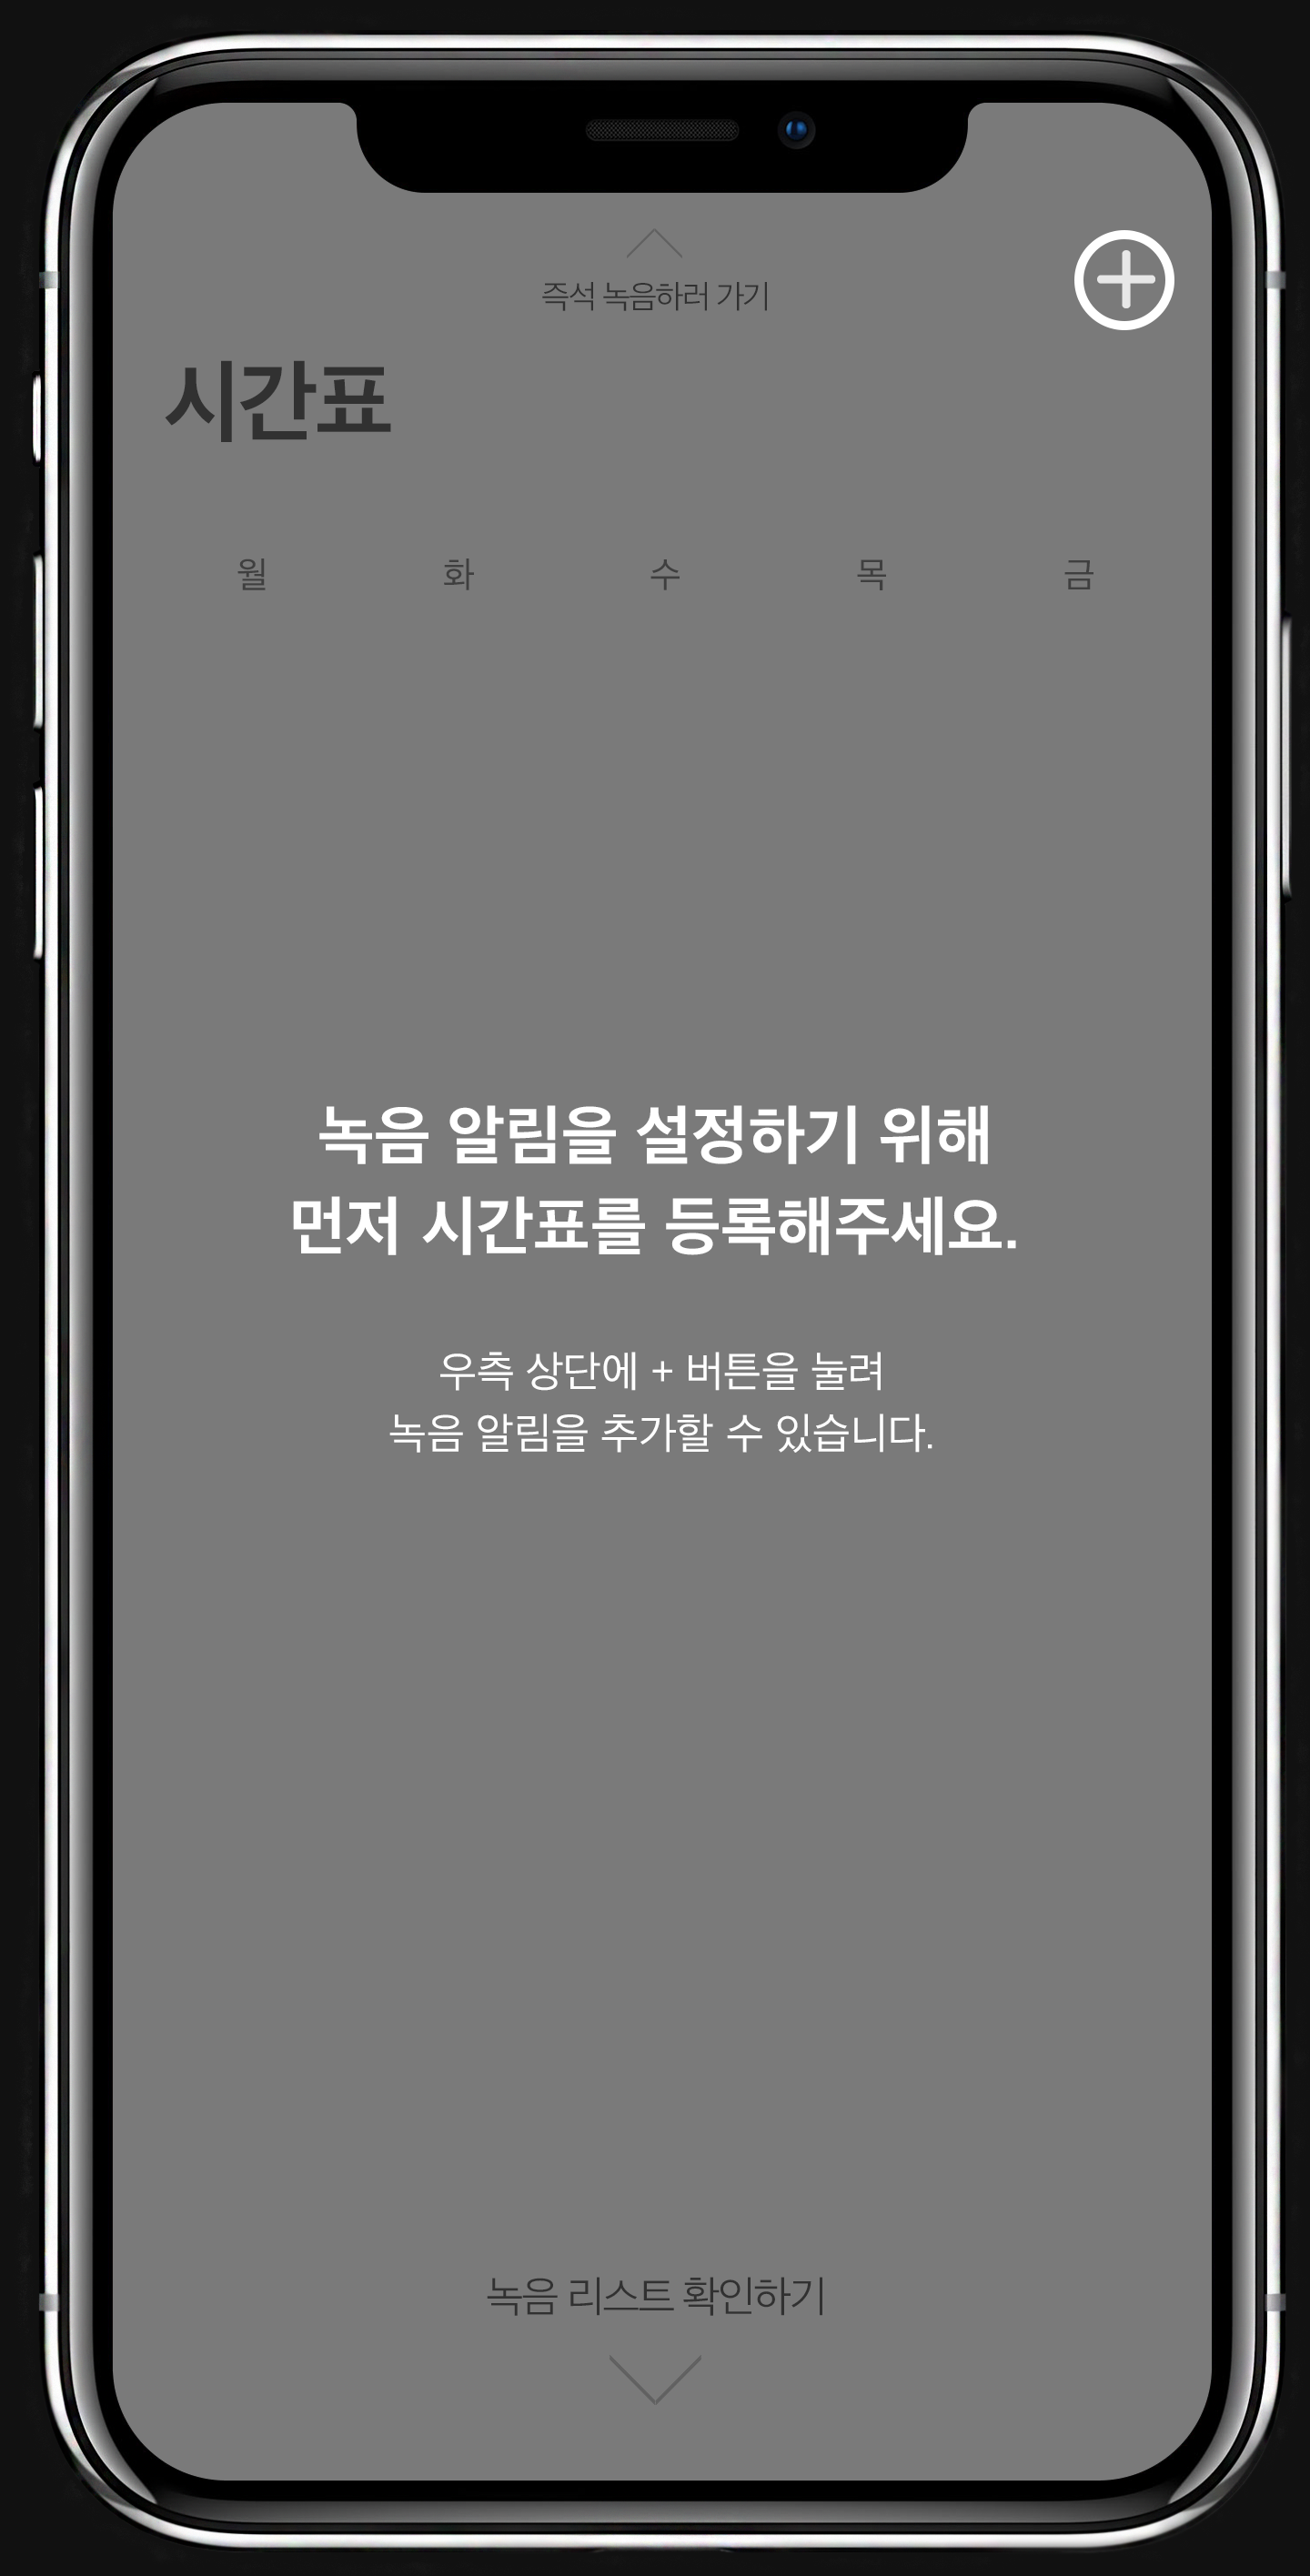 즉석 녹음하러 가기
시간표
월 화 수 목 금
녹음 알림을 설정하기 위해
먼저 시간표를 등록해주세요.
우측 상단에 + 버튼을 눌려
녹음 알림을 추가할 수 있습니다.
녹음 리스트 확인하기